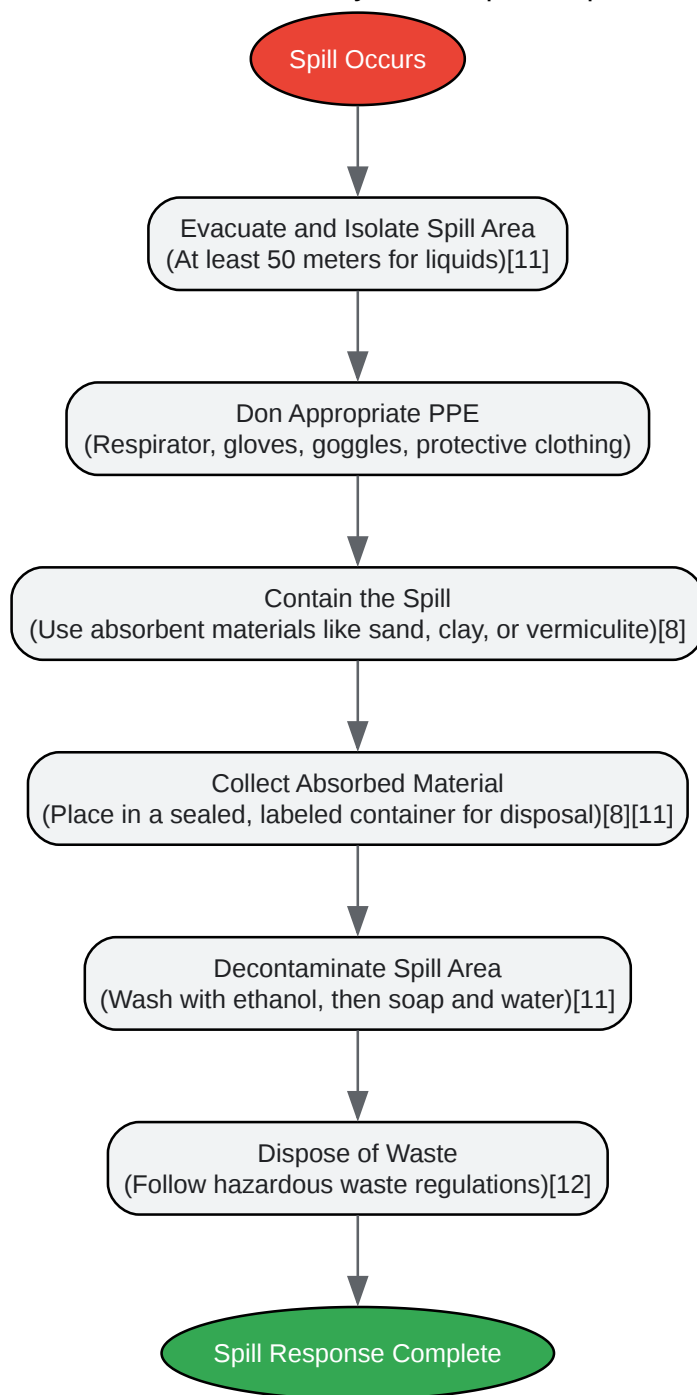 Spill Occurs
Evacuate and Isolate Spill Area
(At least 50 meters for liquids)[11]
Don Appropriate PPE
(Respirator, gloves, goggles, protective clothing)
Contain the Spill
(Use absorbent materials like sand, clay, or vermiculite)[8]
Collect Absorbed Material
(Place in a sealed, labeled container for disposal)[8][11]
Decontaminate Spill Area
(Wash with ethanol, then soap and water)[11]
Dispose of Waste
(Follow hazardous waste regulations)[12]
Spill Response Complete